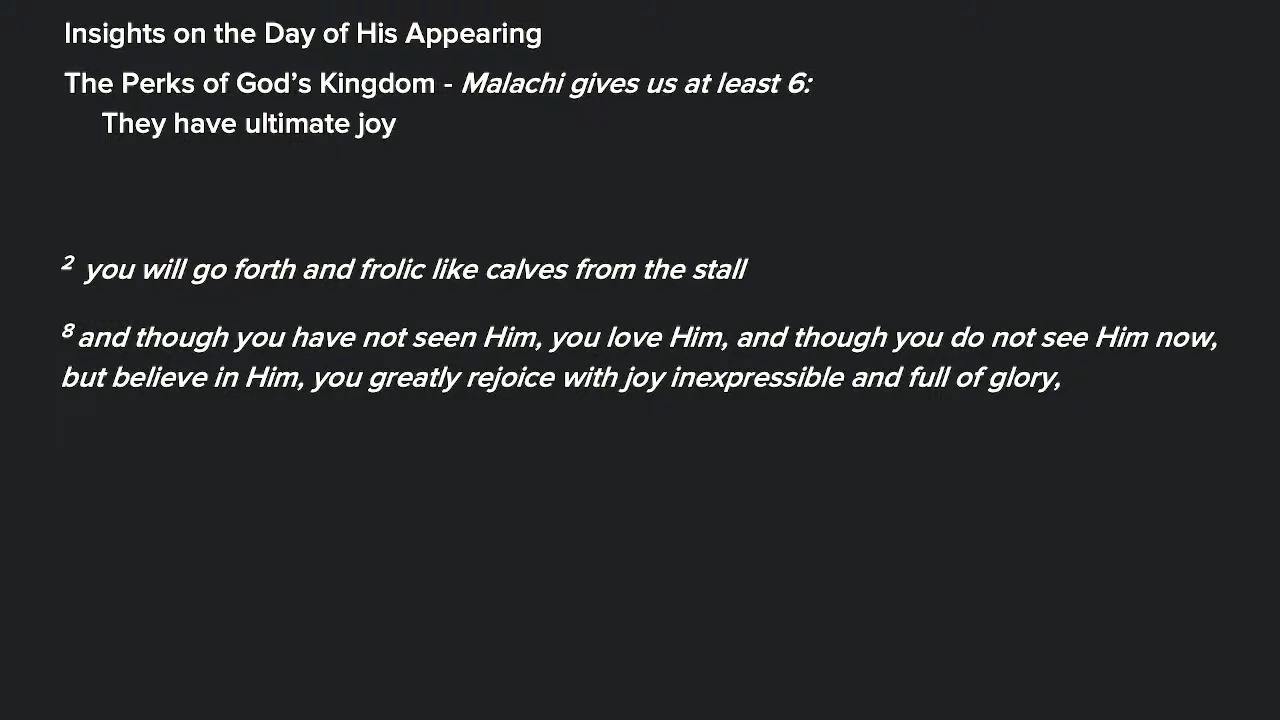 Insights on the Day of His Appearing
The Perks of God’s Kingdom - Malachi gives us at least 6:
They have ultimate joy
2 you will go forth and frolic like calves from the stall
8 and though you have not seen Him, you love Him, and though you do not see Him now,
but believe in Him, you greatly rejoice with joy inexpressible and full of glory,